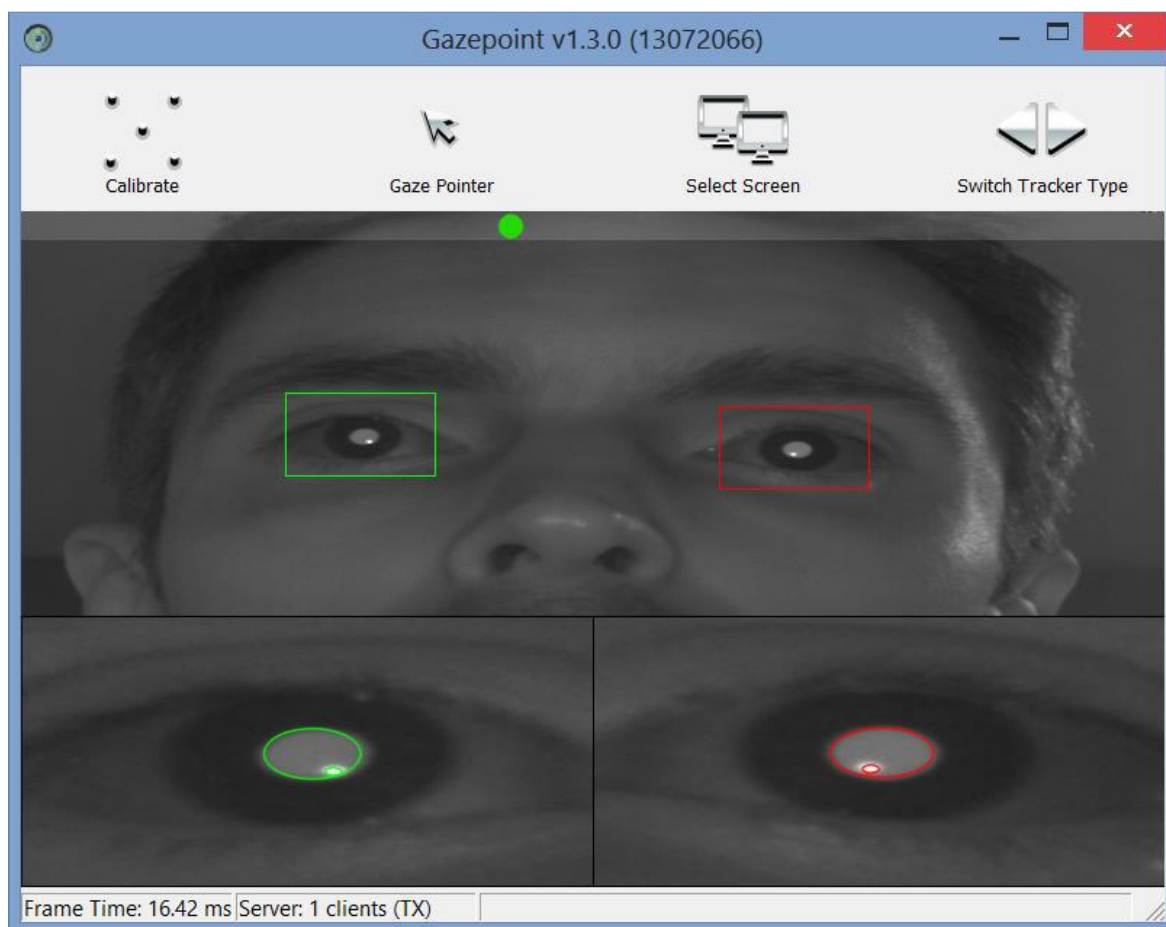 Gazepoint v1.3.0 (13072066)
Calibrate
Gaze Pointer
Select Screen
Switch Tracker Type
Frame Time: 16.42 ms
Server: 1 clients (TX)